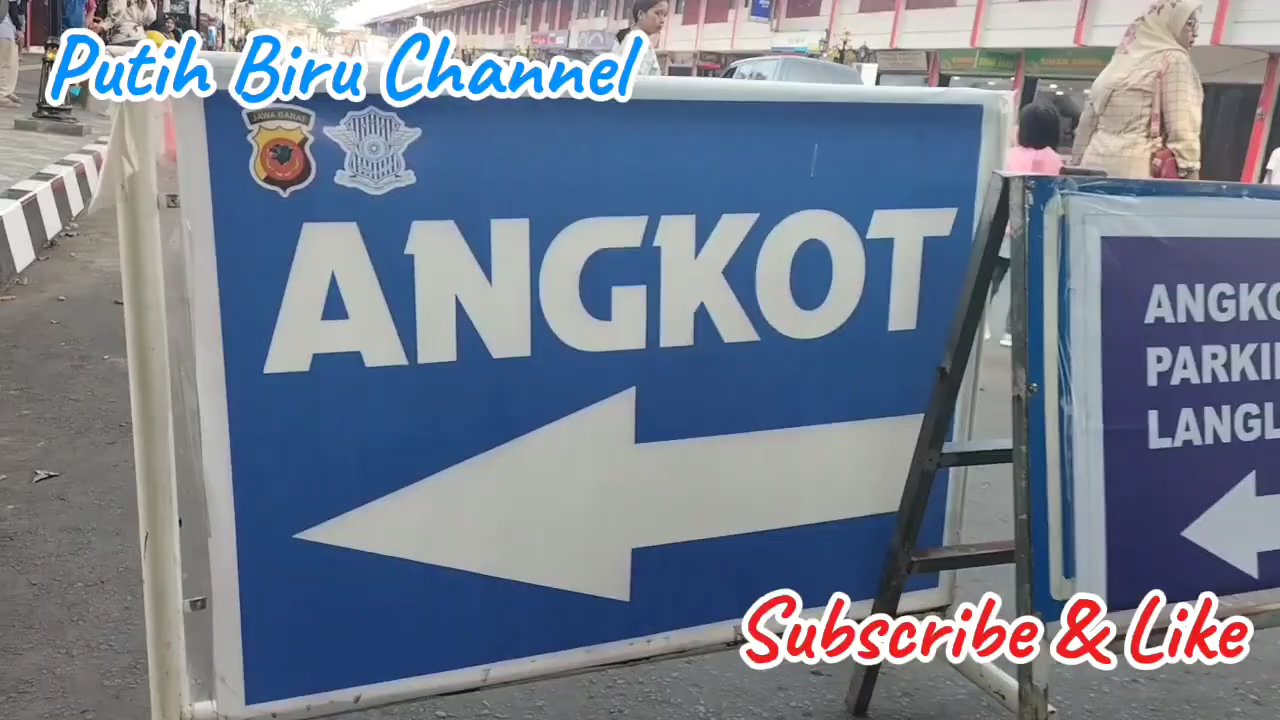 Putih Biru Channel
JAWA BARAT
ANGKOT
ANGKO
PARKI
LANGL
Subscribe & Like